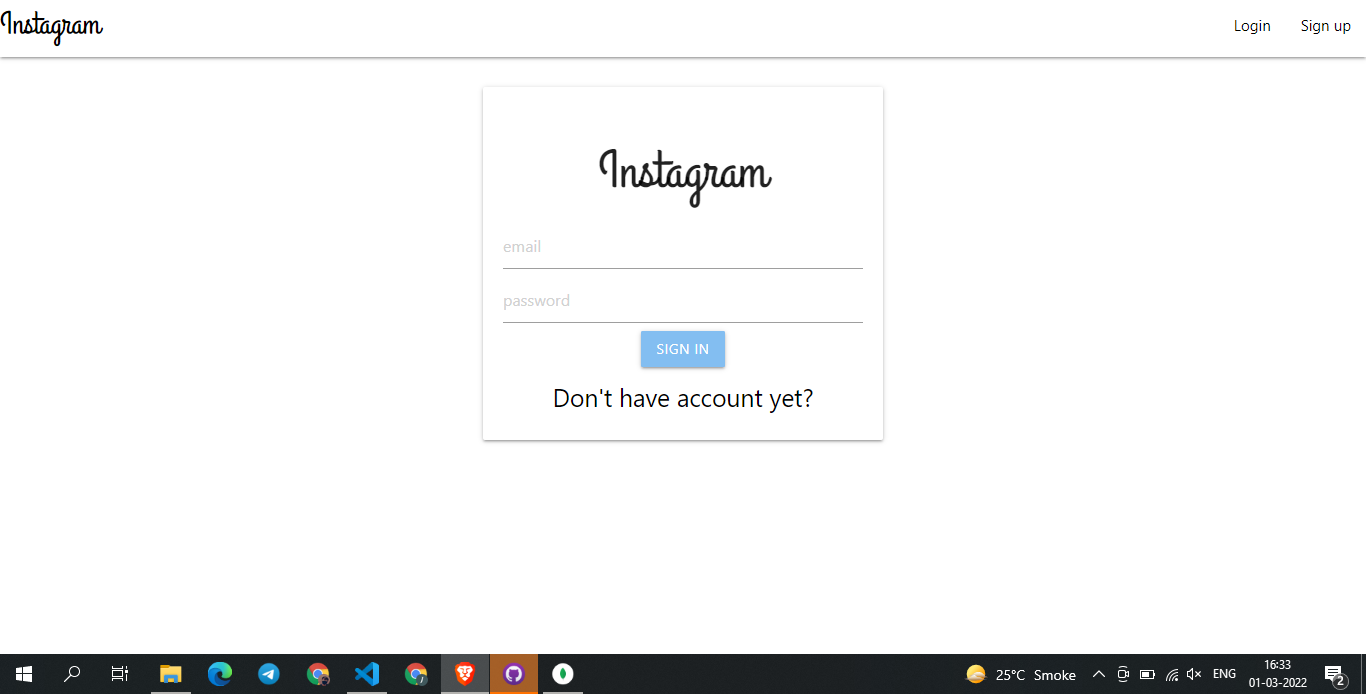 Instagram
Login Sign up
Instagram
email
password
SIGN IN
Don't have account yet?
25°C Smoke
ENG
16:33
01-03-2022
2